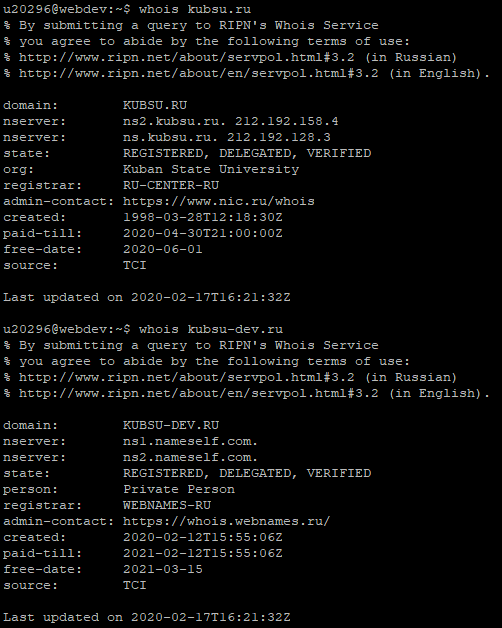 u20296@webdev:~$ whois kubsu.ru
% By submitting a query to RIPN's Whois Service
% you agree to abide by the following terms of use:
% http://www.ripn.net/about/servpol.html#3.2 (in Russian)
% http://www.ripn.net/about/en/servpol.html#3.2 (in English).

domain:        KUBSU.RU
nserver:       ns2.kubsu.ru. 212.192.158.4
nserver:       ns.kubsu.ru. 212.192.128.3
state:         REGISTERED, DELEGATED, VERIFIED
org:           Kuban State University
registrar:     RU-CENTER-RU
admin-contact: https://www.nic.ru/whois
created:       1998-03-28T12:18:30Z
paid-till:     2020-04-30T21:00:00Z
free-date:     2020-06-01
source:        TCI

Last updated on 2020-02-17T16:21:32Z

u20296@webdev:~$ whois kubsu-dev.ru
% By submitting a query to RIPN's Whois Service
% you agree to abide by the following terms of use:
% http://www.ripn.net/about/servpol.html#3.2 (in Russian)
% http://www.ripn.net/about/en/servpol.html#3.2 (in English).

domain:        KUBSU-DEV.RU
nserver:       ns1.nameself.com.
nserver:       ns2.nameself.com.
state:         REGISTERED, DELEGATED, VERIFIED
person:        Private Person
registrar:     WEBNAMES-RU
admin-contact: https://whois.webnames.ru/
created:       2020-02-12T15:55:06Z
paid-till:     2021-02-12T15:55:06Z
free-date:     2021-03-15
source:        TCI

Last updated on 2020-02-17T16:21:32Z